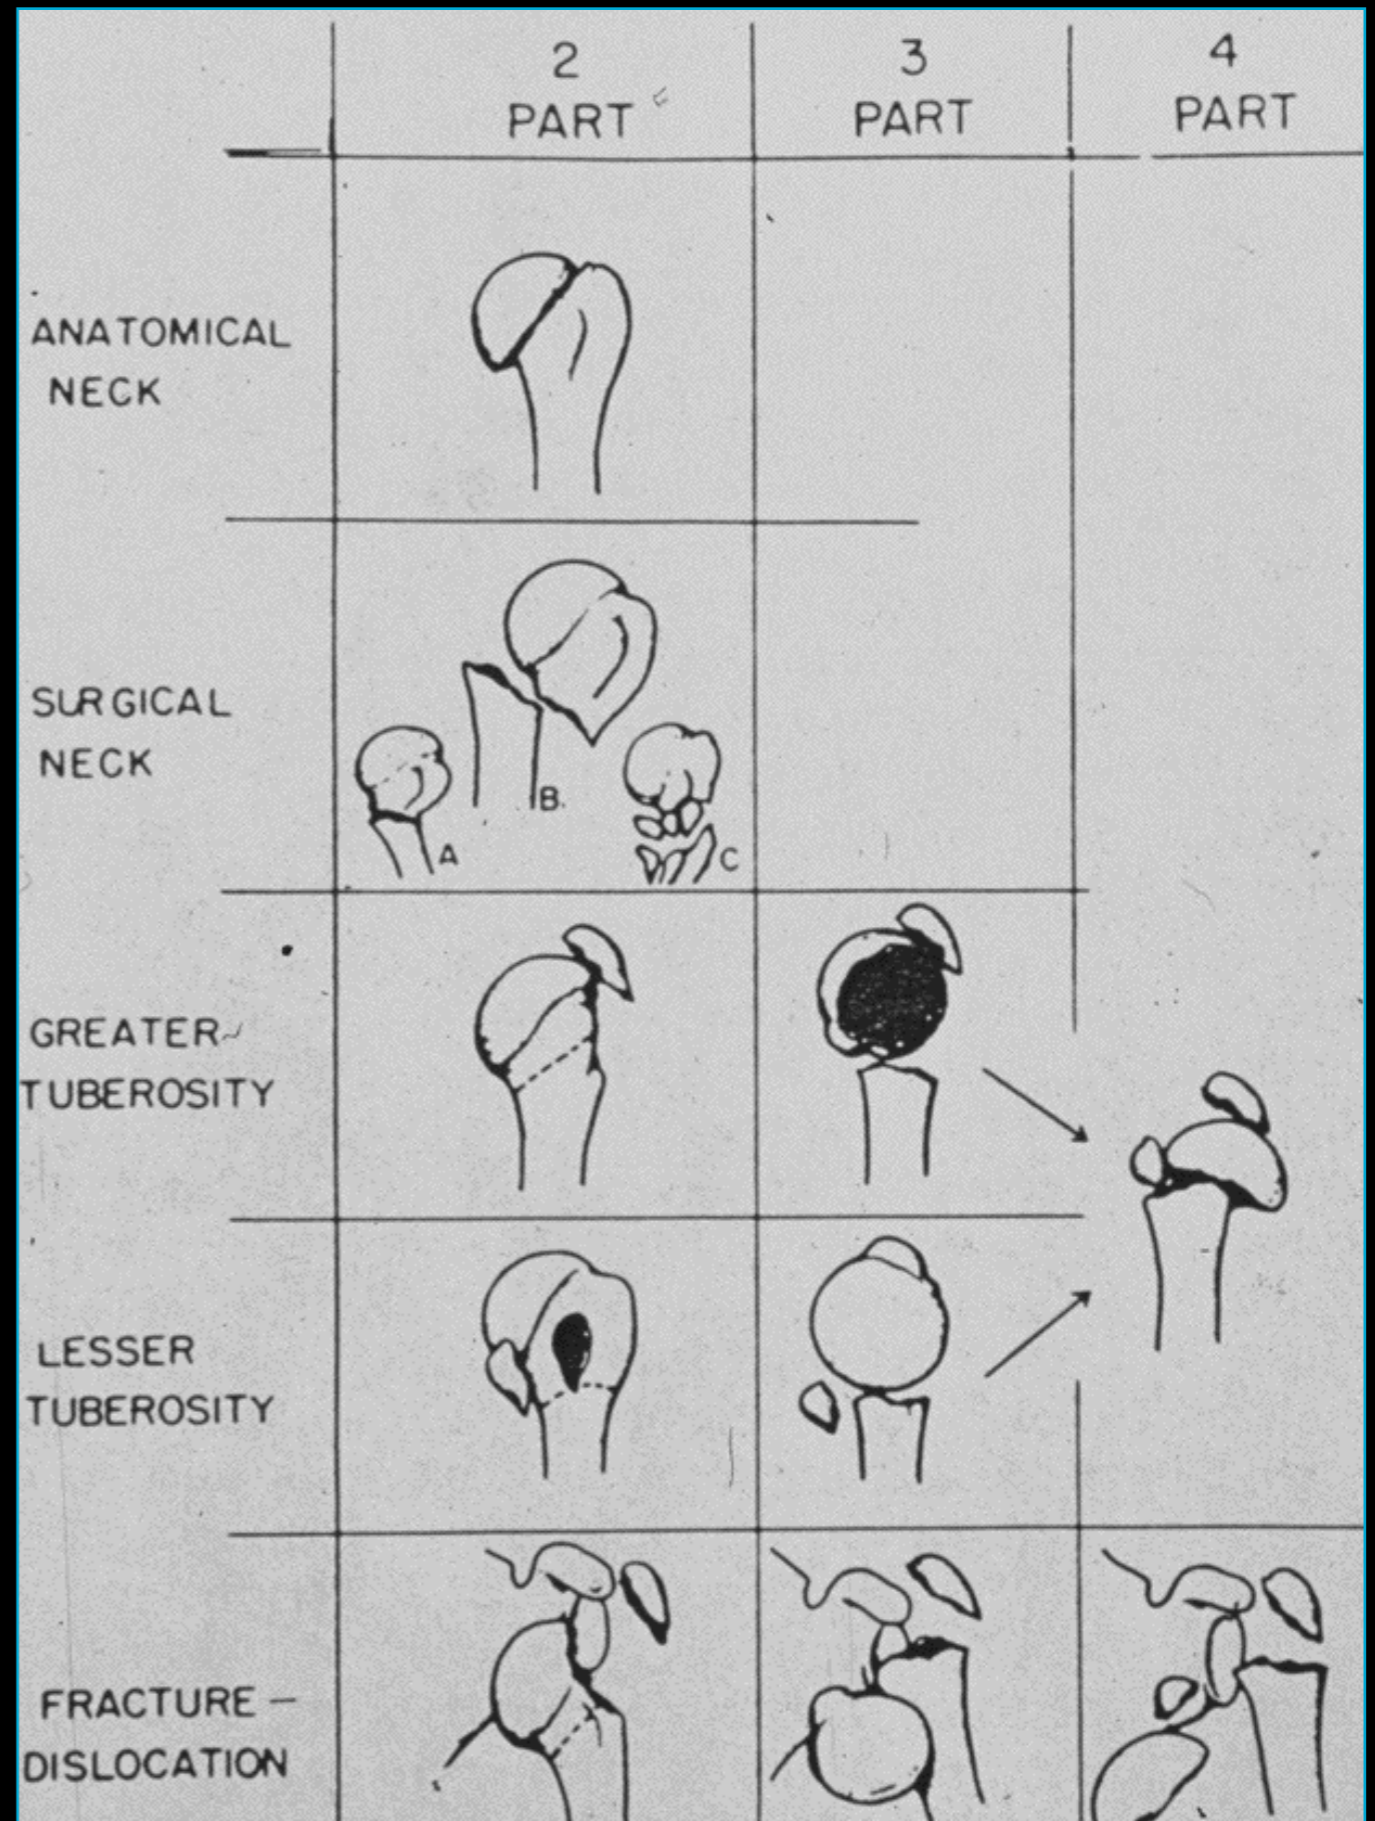 2
PART
3
PART
4
PART
ANATOMICAL
NECK
SURGICAL
NECK
A
B.
C
GREATER
TUBEROSITY
LESSER
TUBEROSITY
FRACTURE –
DISLOCATION